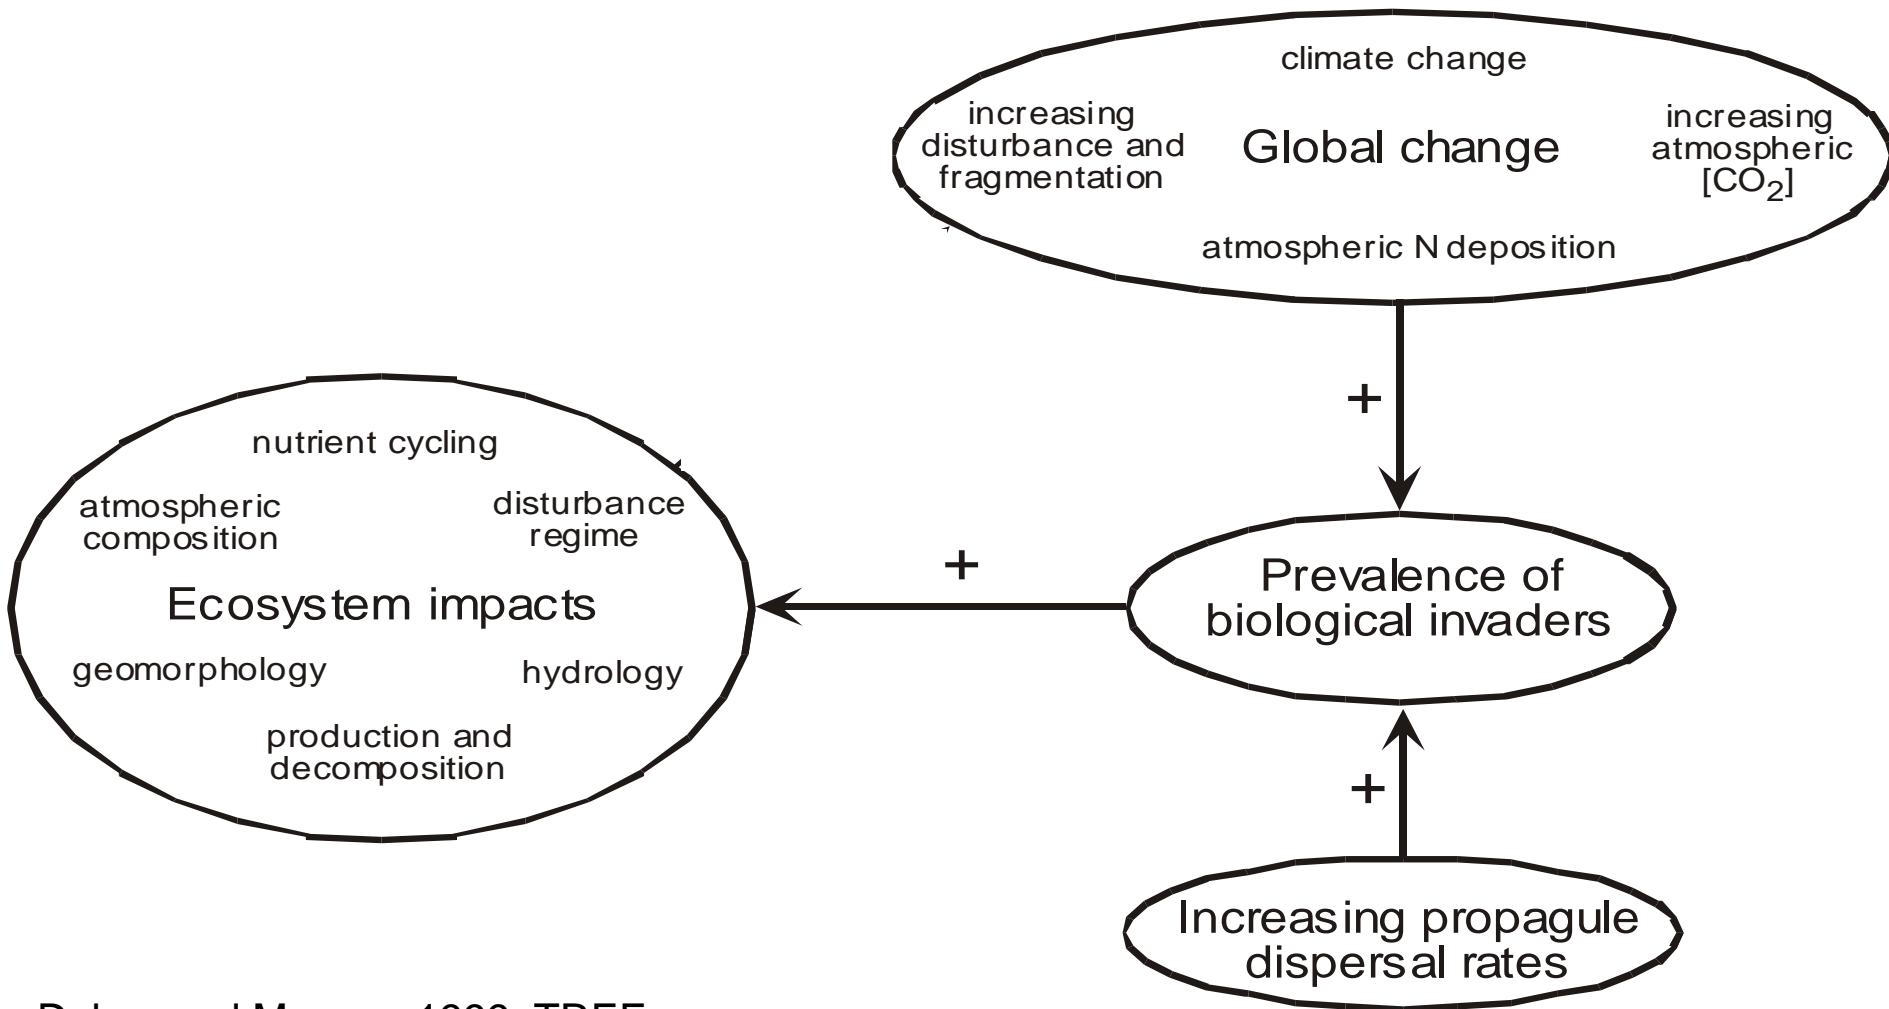 climate change
increasing
disturbance and
fragmentation
Global change
increasing
atmospheric
[CO₂]
atmospheric N deposition
+
nutrient cycling
atmospheric
composition
disturbance
regime
Ecosystem impacts
geomorphology
hydrology
production and
decomposition
+
Prevalence of
biological invaders
+
Increasing propagule
dispersal rates